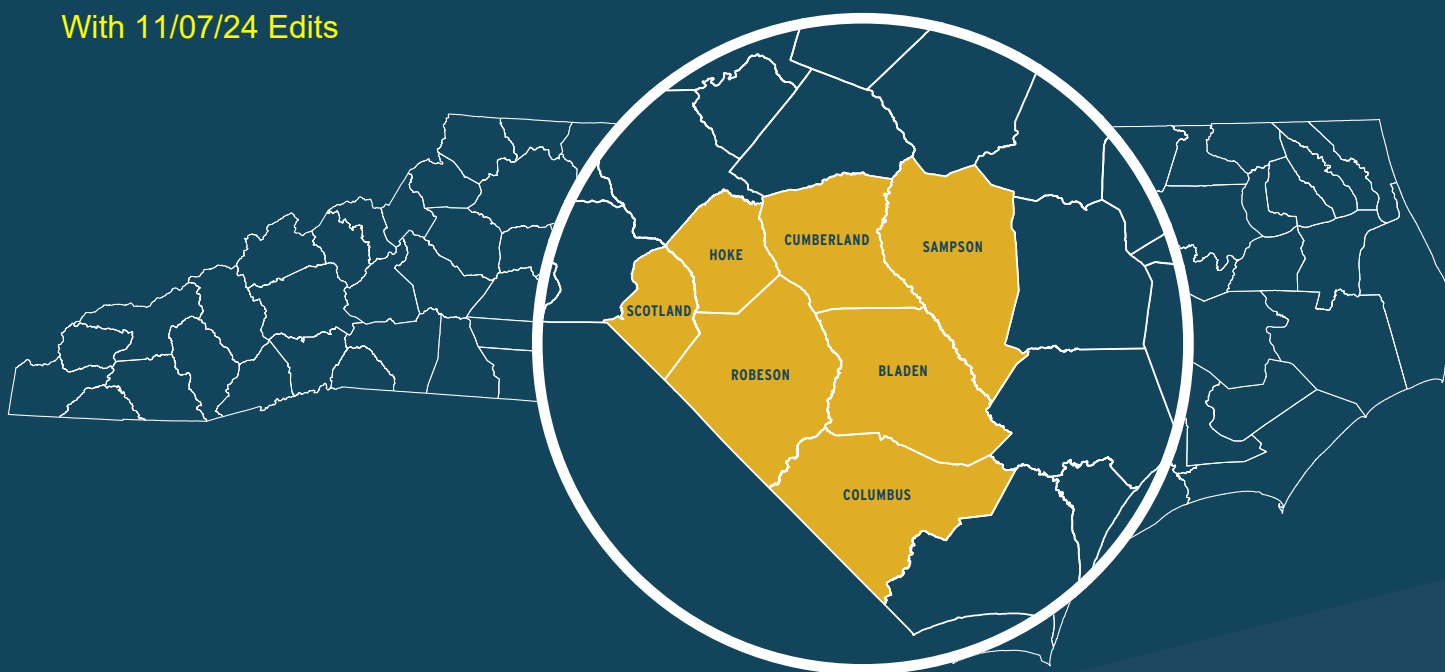 With 11/07/24 Edits
CUMBERLAND
SAMPSON
HOKE
SCOTLAND
ROBESON
BLADEN
COLUMBUS